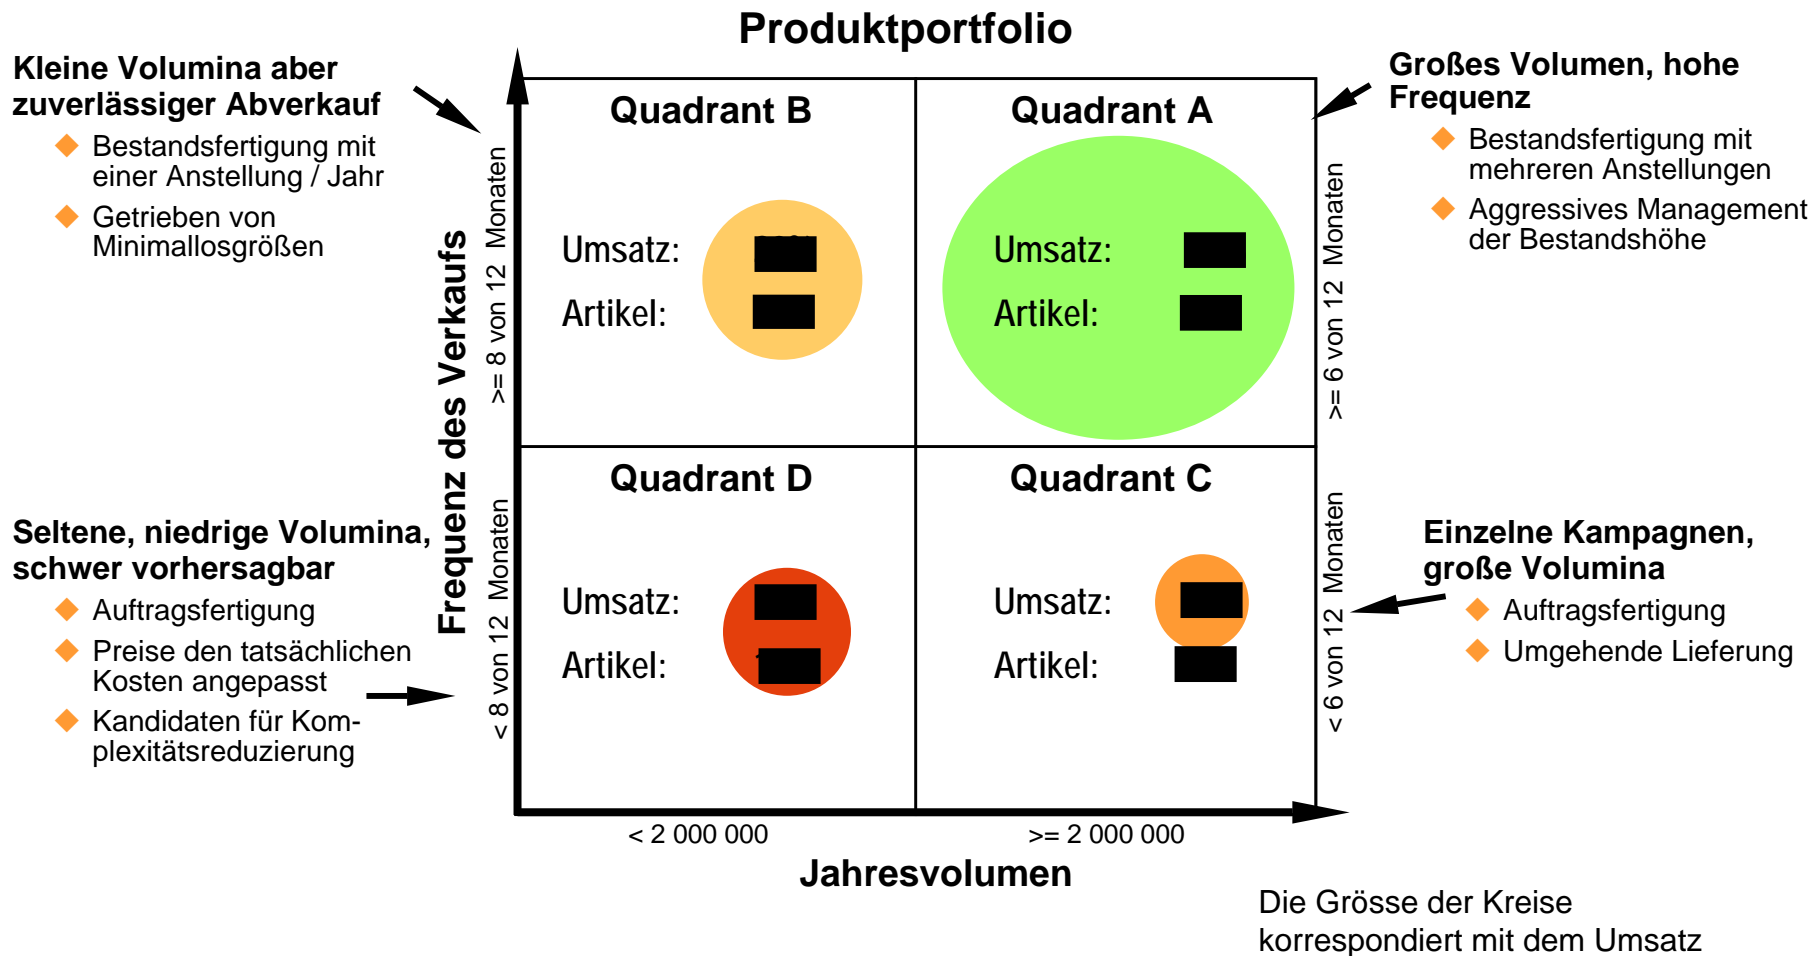 Produktportfolio
Kleine Volumina aber
zuverlässiger Abverkauf
Bestandsfertigung mit
einer Anstellung / Jahr
Getrieben von
Minimallosgrößen
Seltene, niedrige Volumina,
schwer vorhersagbar
Auftragsfertigung
Preise den tatsächlichen
Kosten angepasst
Kandidaten für Kom-
plexitätsreduzierung
Frequenz des Verkaufs
>= 8 von 12 Monaten
< 8 von 12 Monaten
Quadrant B
Umsatz:
Artikel:
Quadrant A
Umsatz:
Artikel:
Quadrant D
Umsatz:
Artikel:
Quadrant C
Umsatz:
Artikel:
>= 6 von 12 Monaten
< 6 von 12 Monaten
Großes Volumen, hohe
Frequenz
Bestandsfertigung mit
mehreren Anstellungen
Aggressives Management
der Bestandshöhe
Einzelne Kampagnen,
große Volumina
Auftragsfertigung
Umgehende Lieferung
< 2 000 000
>= 2 000 000
Jahresvolumen
Die Grösse der Kreise
korrespondiert mit dem Umsatz